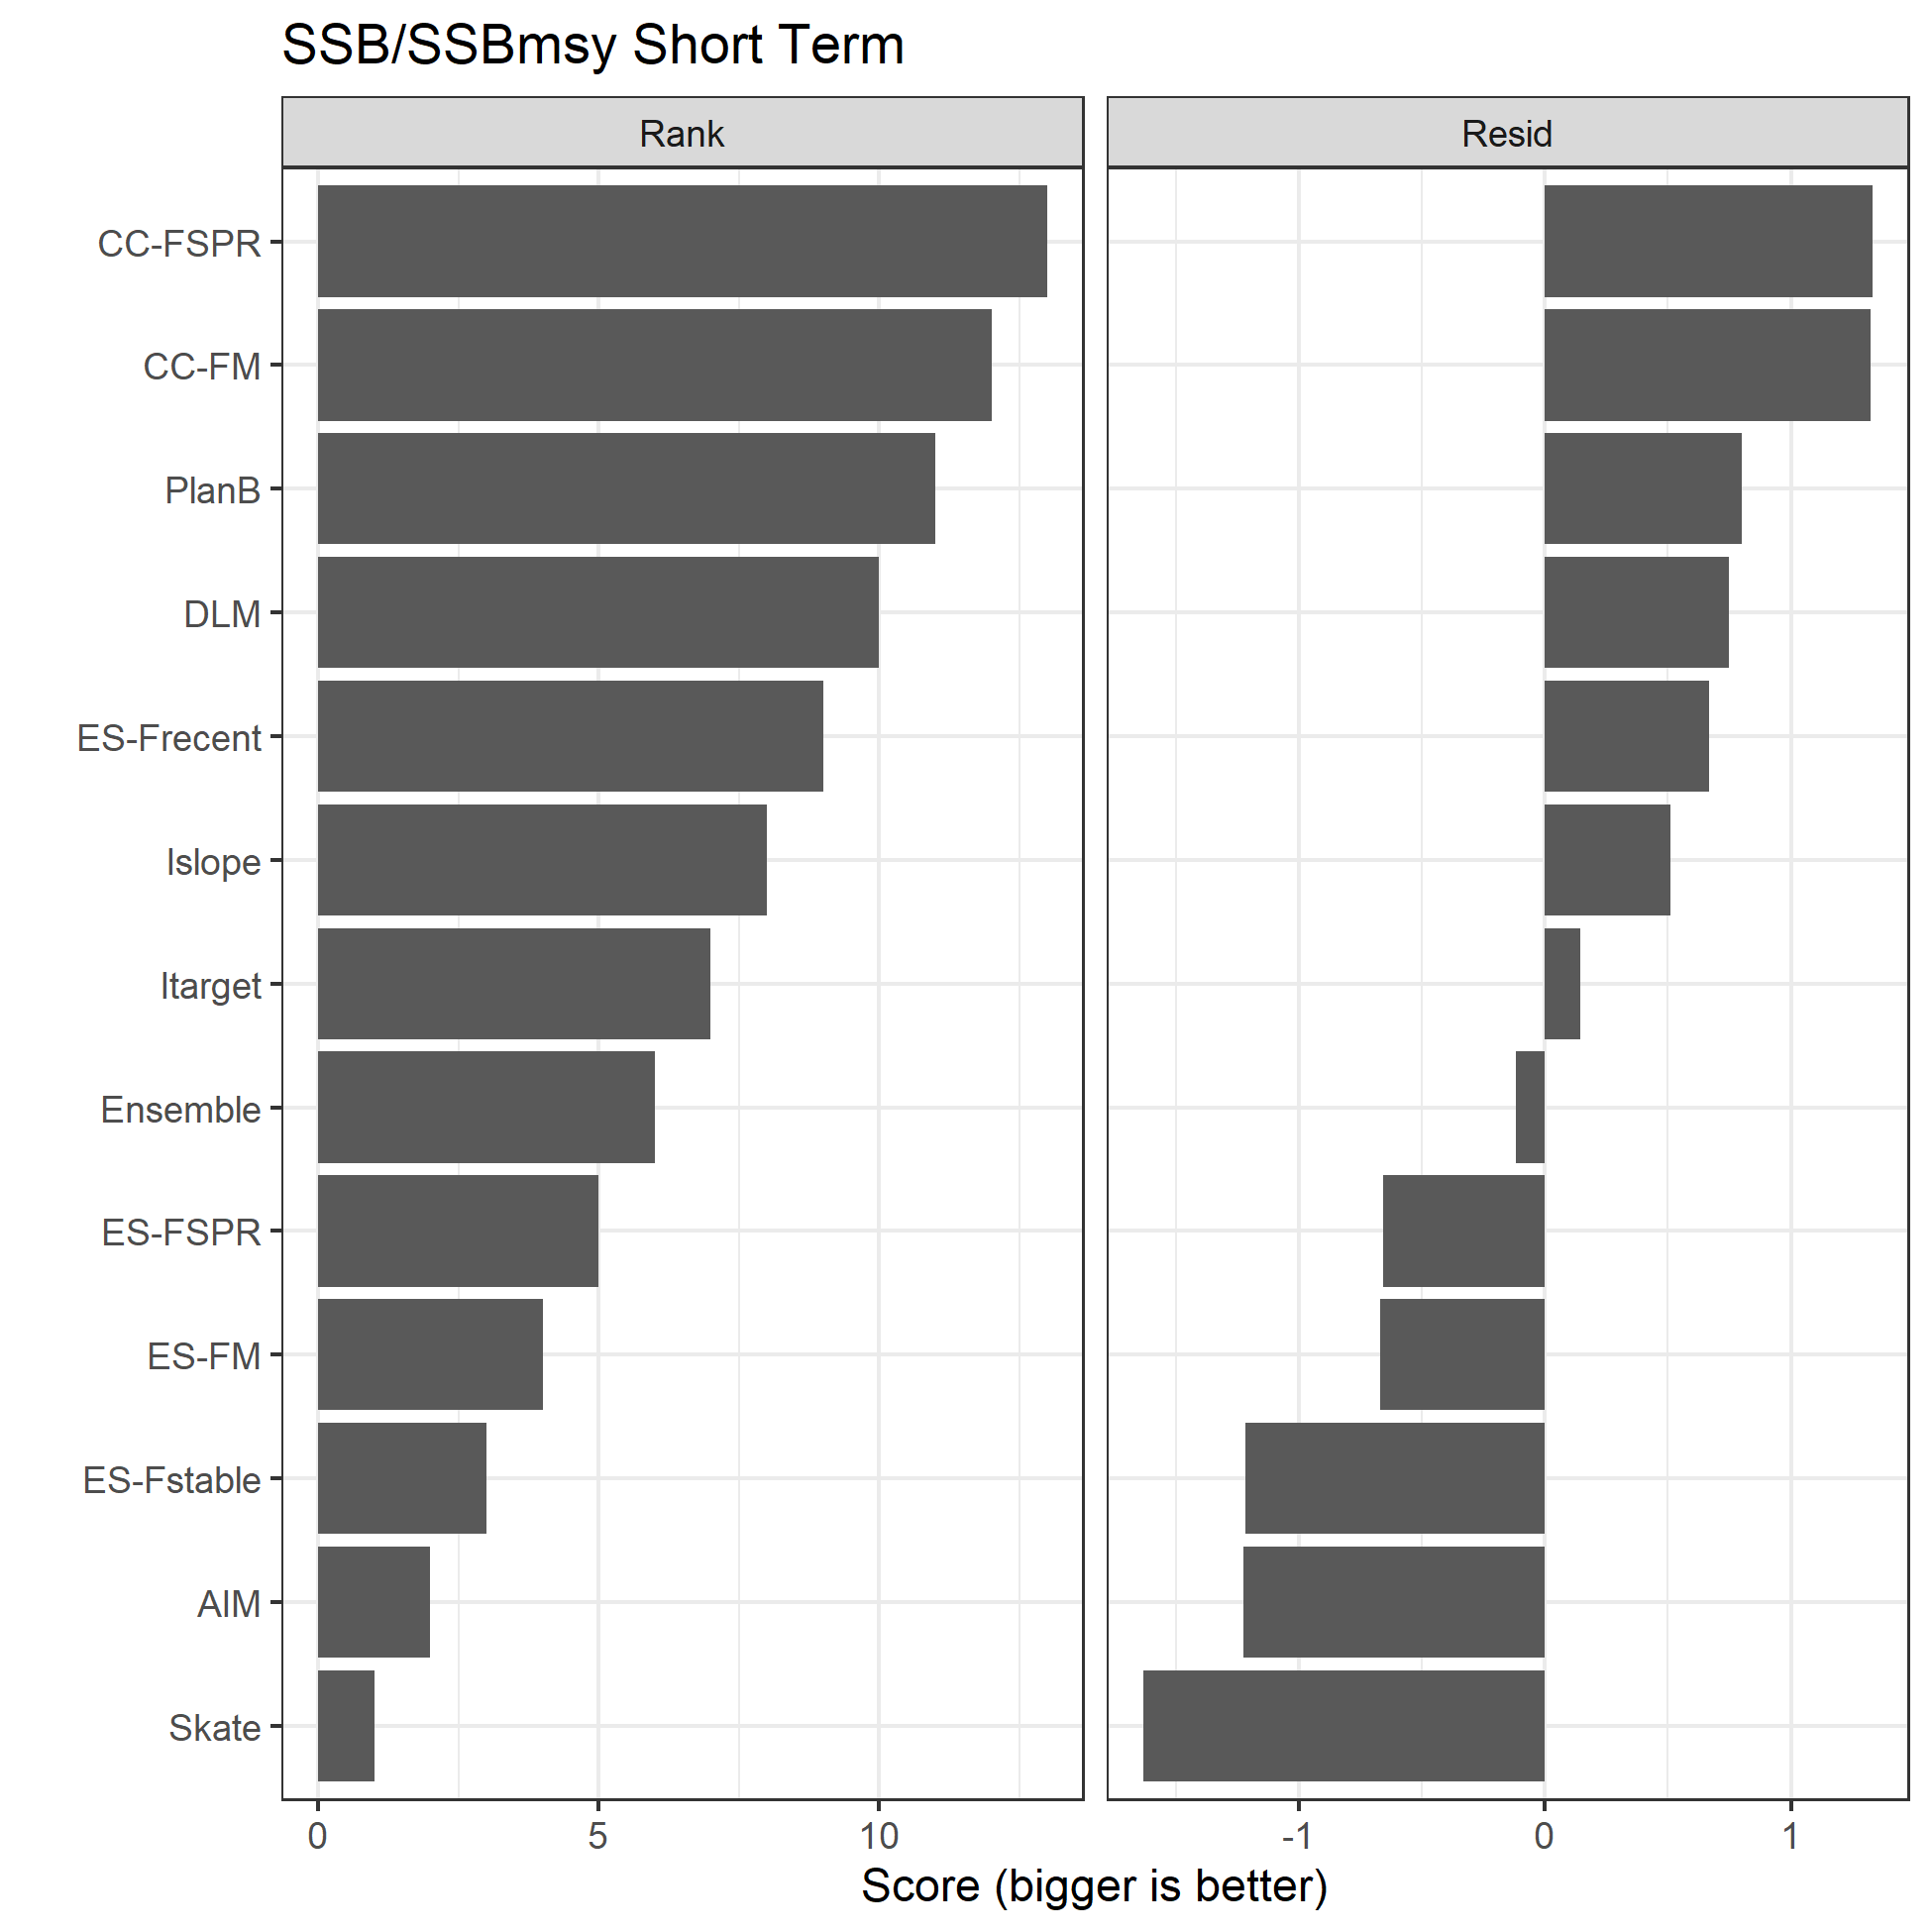 SSB/SSBmsy Short Term
Rank
Resid
CC-FSPR
CC-FM
PlanB
DLM
ES-Frecent
Islope
Itarget
Ensemble
ES-FSPR
ES-FM
ES-Fstable
AIM
Skate
0 5 10 -1 0 1
Score (bigger is better)